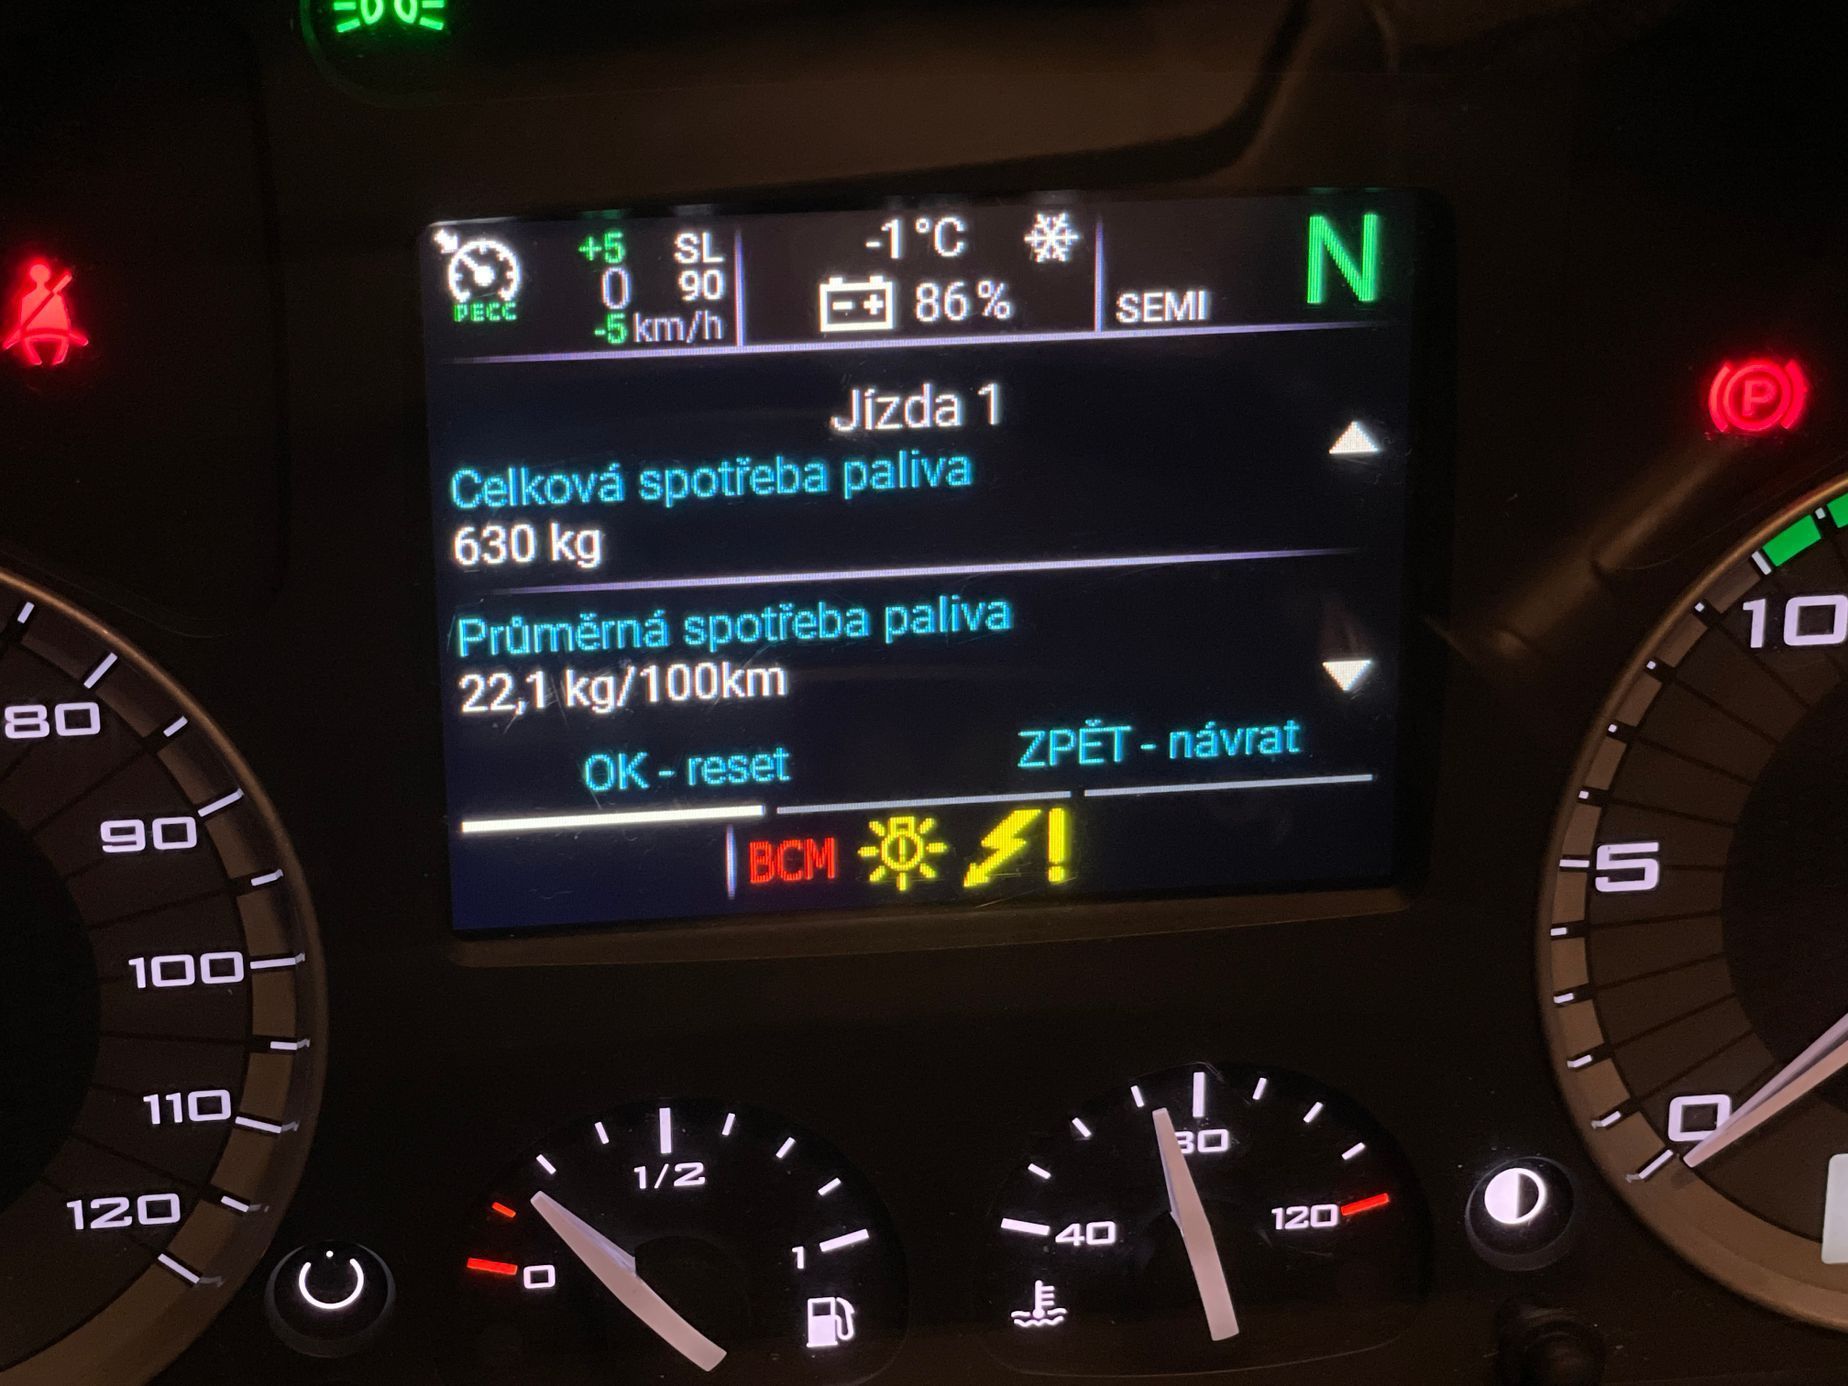 +5 SL -1°C N
0 90 86% SEMI
PECC -5 km/h
Jízda 1
Celková spotřeba paliva
630 kg
Průměrná spotřeba paliva
22,1 kg/100km
OK - reset ZPĚT - návrat
BCM
P
80
90
100
110
120
0 1/2 1
40 80 120
10
5
0